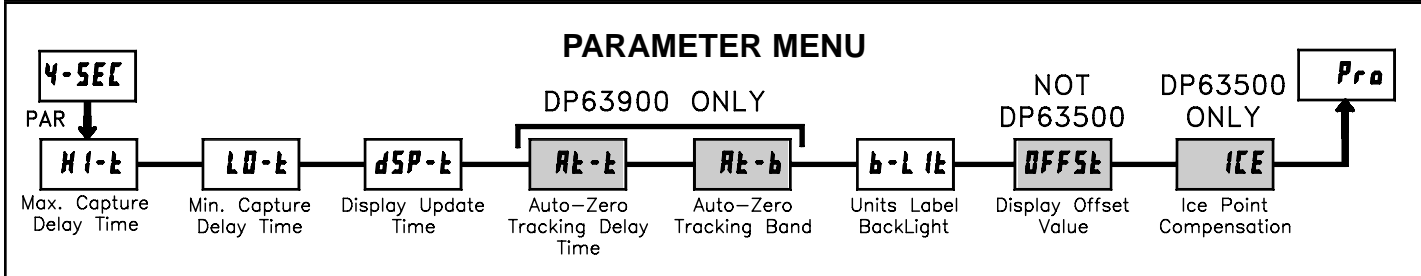 PARAMETER MENU
4-SEC
Pro
PAR
DP63900 ONLY
NOT
DP63500
DP63500
ONLY
HI-t
LO-t
dSP-t
At-t
At-b
b-LIt
OFFSt
ICE
Max. Capture
Delay Time
Min. Capture
Delay Time
Display Update
Time
Auto-Zero
Tracking Delay
Time
Auto-Zero
Tracking Band
Units Label
BackLight
Display Offset
Value
Ice Point
Compensation